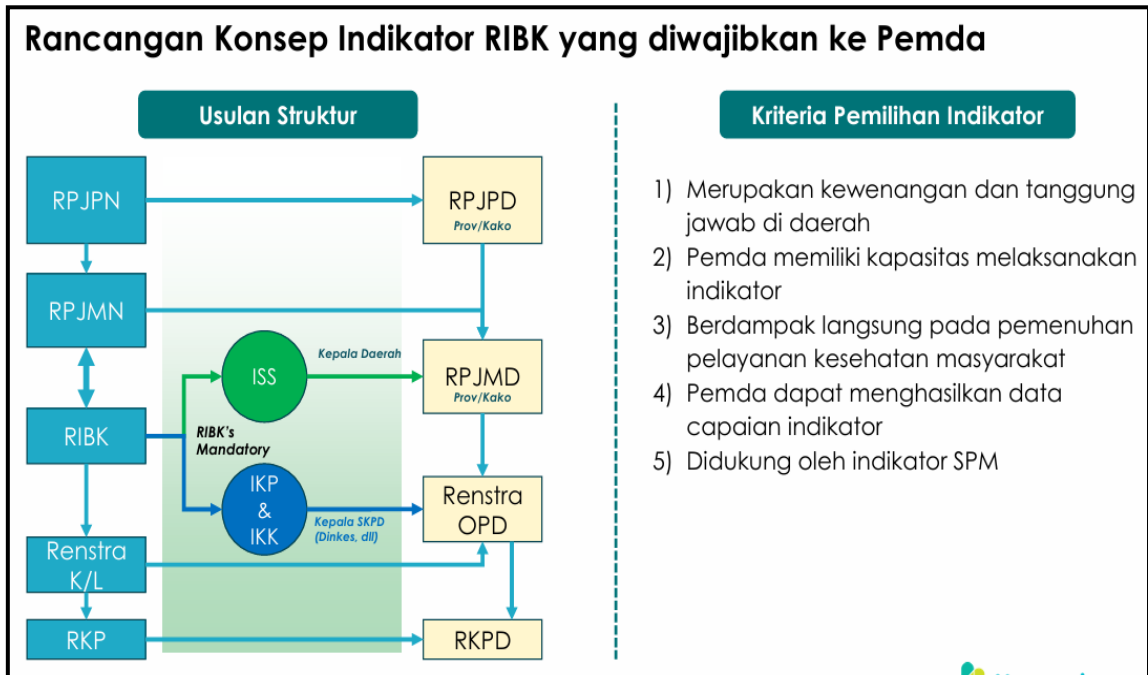 Rancangan Konsep Indikator RIBK yang diwajibkan ke Pemda
Usulan Struktur
RPJPN
RPJPD
Prov/Kako
RPJMN
ISS
Kepala Daerah
RPJMD
Prov/Kako
RIBK
RIBK's
Mandatory
IKP
&
IKK
Kepala SKPD
(Dinkes, dll)
Renstra
OPD
Renstra
K/L
RKP
RKPD
Kriteria Pemilihan Indikator
1) Merupakan kewenangan dan tanggung
jawab di daerah
2) Pemda memiliki kapasitas melaksanakan
indikator
3) Berdampak langsung pada pemenuhan
pelayanan kesehatan masyarakat
4) Pemda dapat menghasilkan data
capaian indikator
5) Didukung oleh indikator SPM